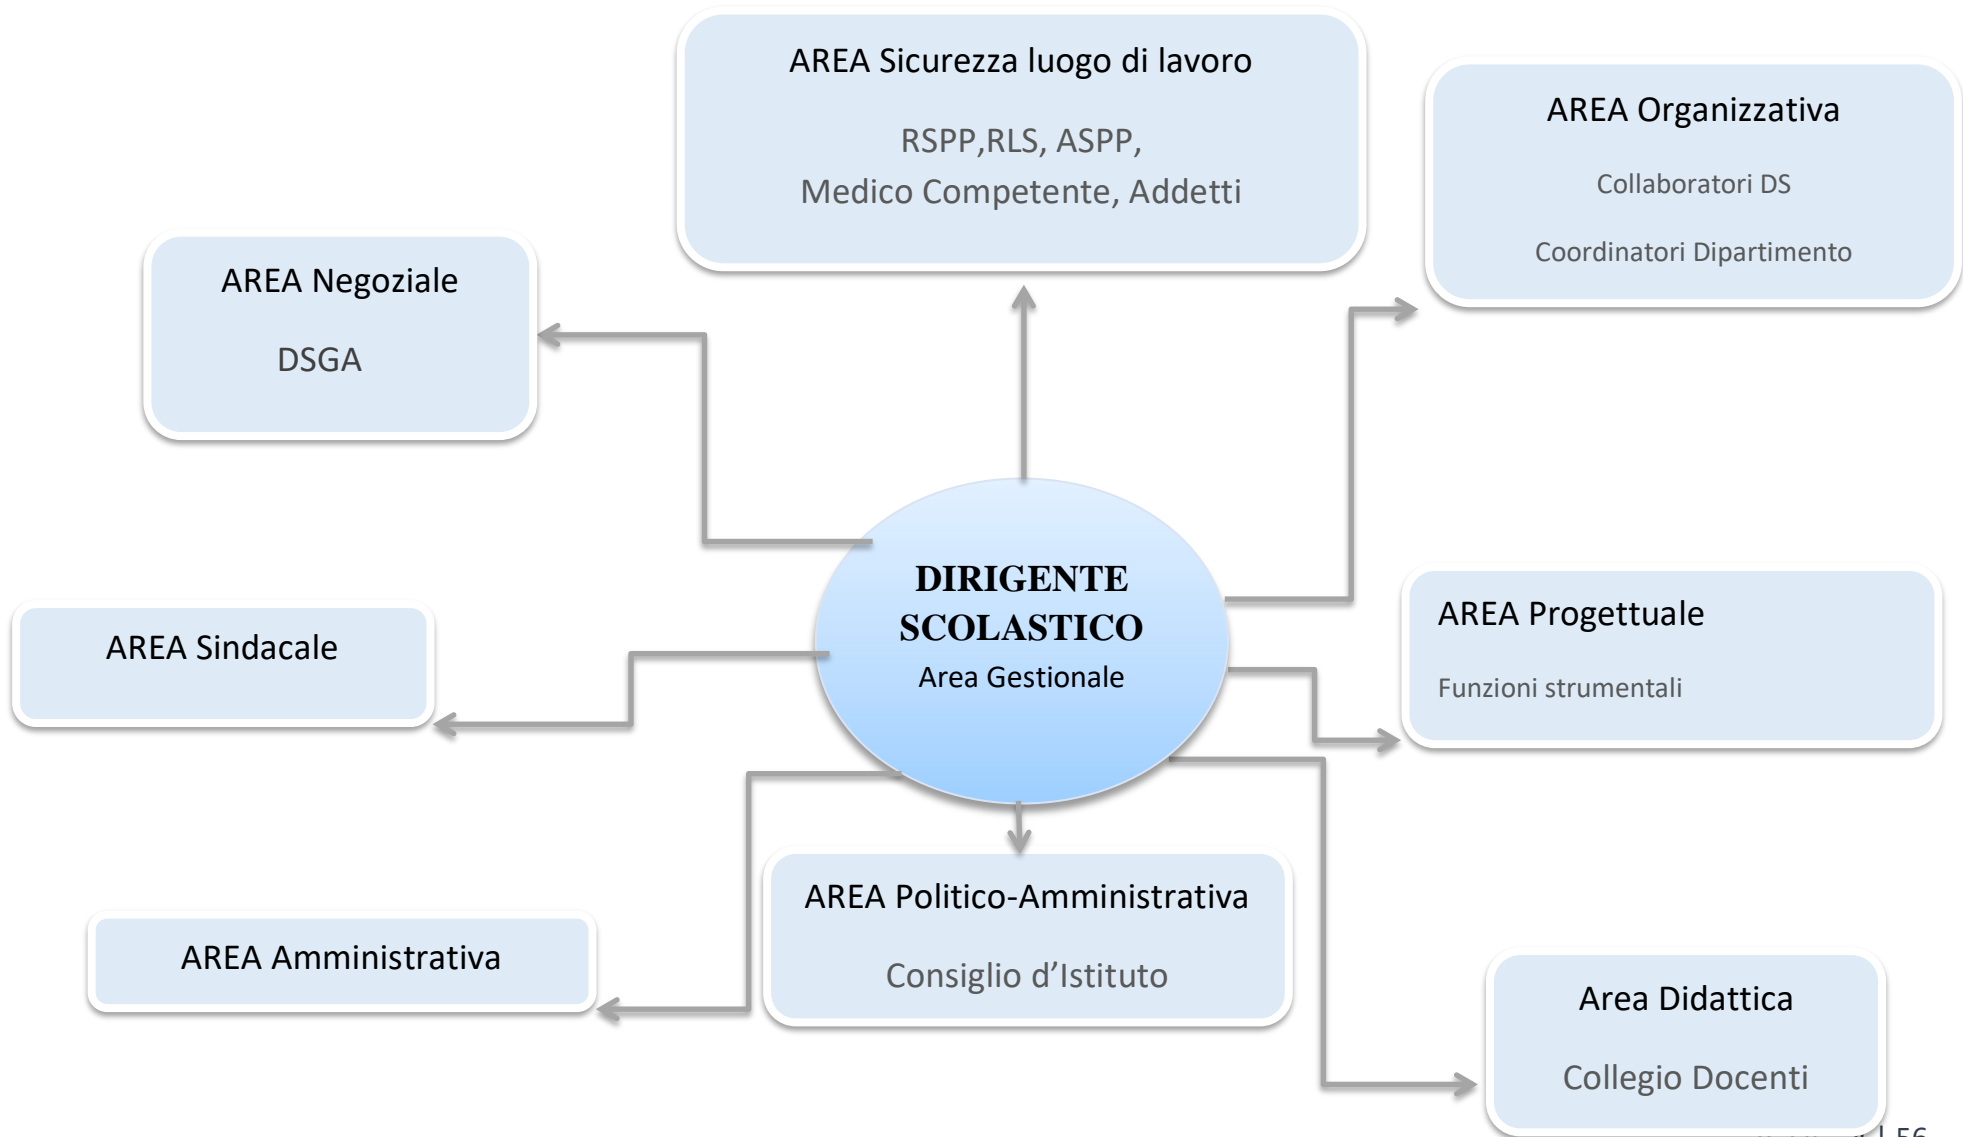 AREA Sicurezza luogo di lavoro
RSPP,RLS, ASPP,
Medico Competente, Addetti
AREA Organizzativa
Collaboratori DS
Coordinatori Dipartimento
AREA Negoziale
DSGA
DIRIGENTE
SCOLASTICO
Area Gestionale
AREA Sindacale
AREA Progettuale
Funzioni strumentali
AREA Amministrativa
AREA Politico-Amministrativa
Consiglio d’Istituto
Area Didattica
Collegio Docenti
| 56